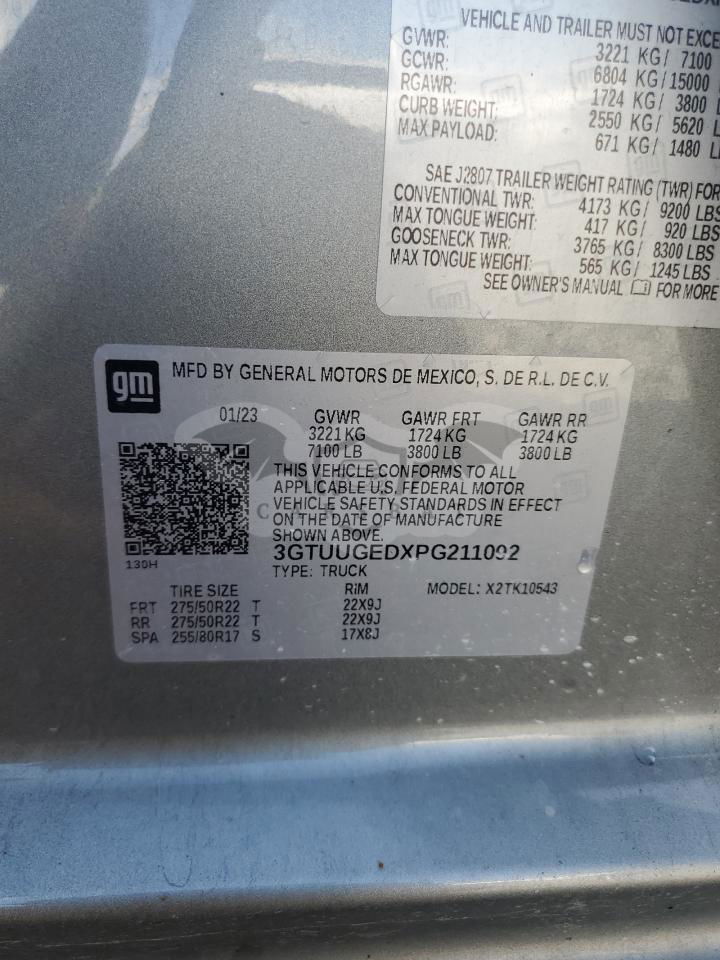 VEHICLE AND TRAILER MUST NOT EXCE
GVWR: 3221 KG/ 7100
GCWR: 6804 KG/15000
RGAWR: 1724 KG/ 3800 L
CURB WEIGHT: 2550 KG/ 5620 L
MAX PAYLOAD: 671 KG/ 1480 L
SAE J2807 TRAILER WEIGHT RATING (TWR) FOR
CONVENTIONAL TWR: 4173 KG/ 9200 LBS
MAX TONGUE WEIGHT: 417 KG/ 920 LBS
GOOSENECK TWR: 3765 KG/ 8300 LBS
MAX TONGUE WEIGHT: 565 KG/ 1245 LBS
SEE OWNER'S MANUAL FOR MORE
gm MFD BY GENERAL MOTORS DE MEXICO, S. DE R.L. DE C.V.
01/23 GVWR GAWR FRT GAWR RR
3221 KG 1724 KG 1724 KG
7100 LB 3800 LB 3800 LB
THIS VEHICLE CONFORMS TO ALL
APPLICABLE U.S. FEDERAL MOTOR
VEHICLE SAFETY STANDARDS IN EFFECT
ON THE DATE OF MANUFACTURE
SHOWN ABOVE.
3GTUUGEDXPG211092
130H
TYPE: TRUCK MODEL: X2TK10543
TIRE SIZE RIM
FRT 275/50R22 T 22X9J
RR 275/50R22 T 22X9J
SPA 255/80R17 S 17X8J